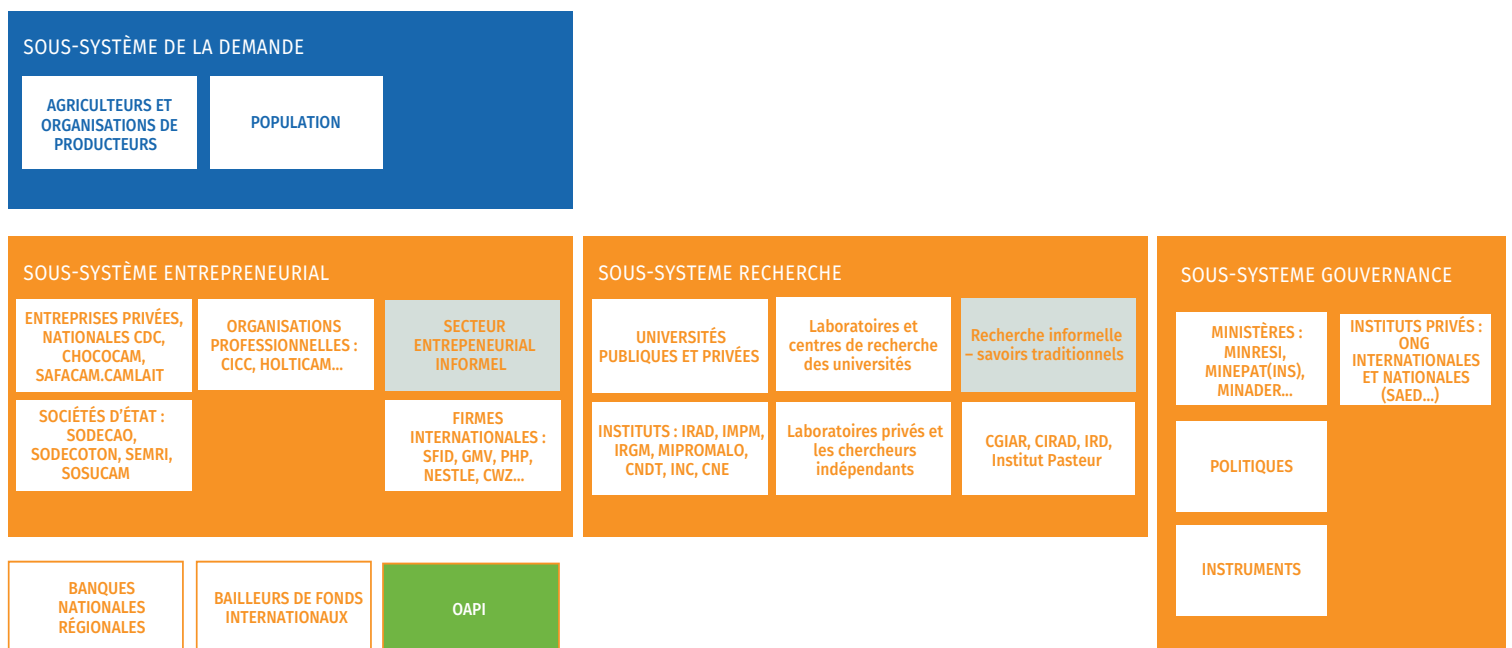 SOUS-SYSTÈME DE LA DEMANDE
AGRICULTEURS ET
ORGANISATIONS DE
PRODUCTEURS
POPULATION
SOUS-SYSTÈME ENTREPRENEURIAL
ENTREPRISES PRIVÉES,
NATIONALES CDC,
CHOCOCAM,
SAFACAM.CAMLAIT
ORGANISATIONS
PROFESSIONNELLES :
CICC, HOLTICAM...
SECTEUR
ENTREPENEURIAL
INFORMEL
SOCIÉTÉS D'ÉTAT :
SODECAO,
SODECOTON, SEMRI,
SOSUCAM
FIRMES
INTERNATIONALES :
SFID, GMV, PHP,
NESTLE, CWZ...
SOUS-SYSTEME RECHERCHE
UNIVERSITÉS
PUBLIQUES ET PRIVÉES
Laboratoires et
centres de recherche
des universités
Recherche informelle
– savoirs traditionnels
INSTITUTS : IRAD, IMPM,
IRGM, MIPROMALO,
CNDT, INC, CNE
Laboratoires privés et
les chercheurs
indépendants
CGIAR, CIRAD, IRD,
Institut Pasteur
SOUS-SYSTEME GOUVERNANCE
MINISTÈRES :
MINRESI,
MINEPAT(INS),
MINADER...
INSTITUTS PRIVÉS :
ONG
INTERNATIONALES
ET NATIONALES
(SAED...)
POLITIQUES
INSTRUMENTS
BANQUES
NATIONALES
RÉGIONALES
BAILLEURS DE FONDS
INTERNATIONAUX
OAPI